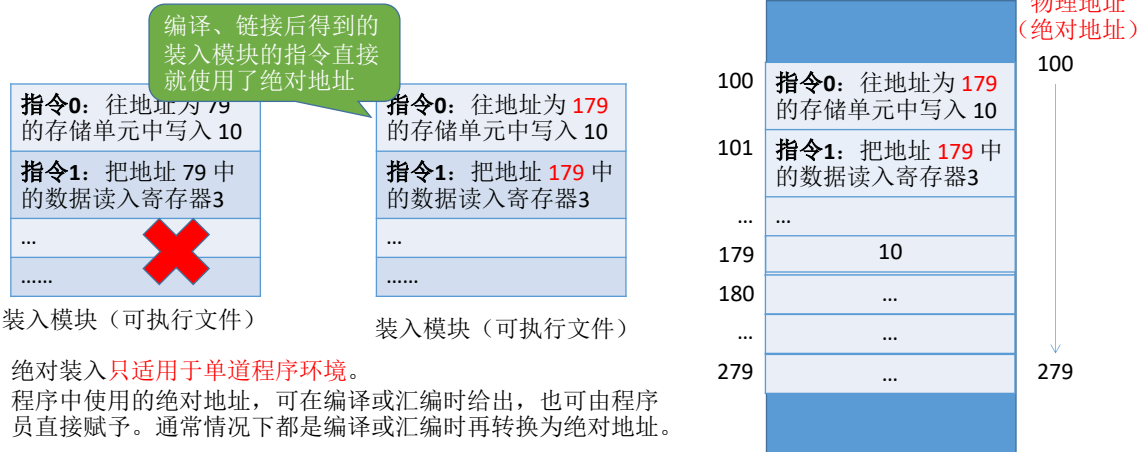 编译、链接后得到的
装入模块的指令直接
就使用了绝对地址
指令0：往地址为 79
的存储单元中写入 10
指令1：把地址 79 中
的数据读入寄存器3
...
......
装入模块（可执行文件）
指令0：往地址为 179
的存储单元中写入 10
指令1：把地址 179 中
的数据读入寄存器3
...
......
装入模块（可执行文件）
绝对装入只适用于单道程序环境。
程序中使用的绝对地址，可在编译或汇编时给出，也可由程序
员直接赋予。通常情况下都是编译或汇编时再转换为绝对地址。
物理地址
（绝对地址）
100
指令0：往地址为 179
的存储单元中写入 10
100
101
指令1：把地址 179 中
的数据读入寄存器3
...
...
179
10
180
...
...
...
279
...
279